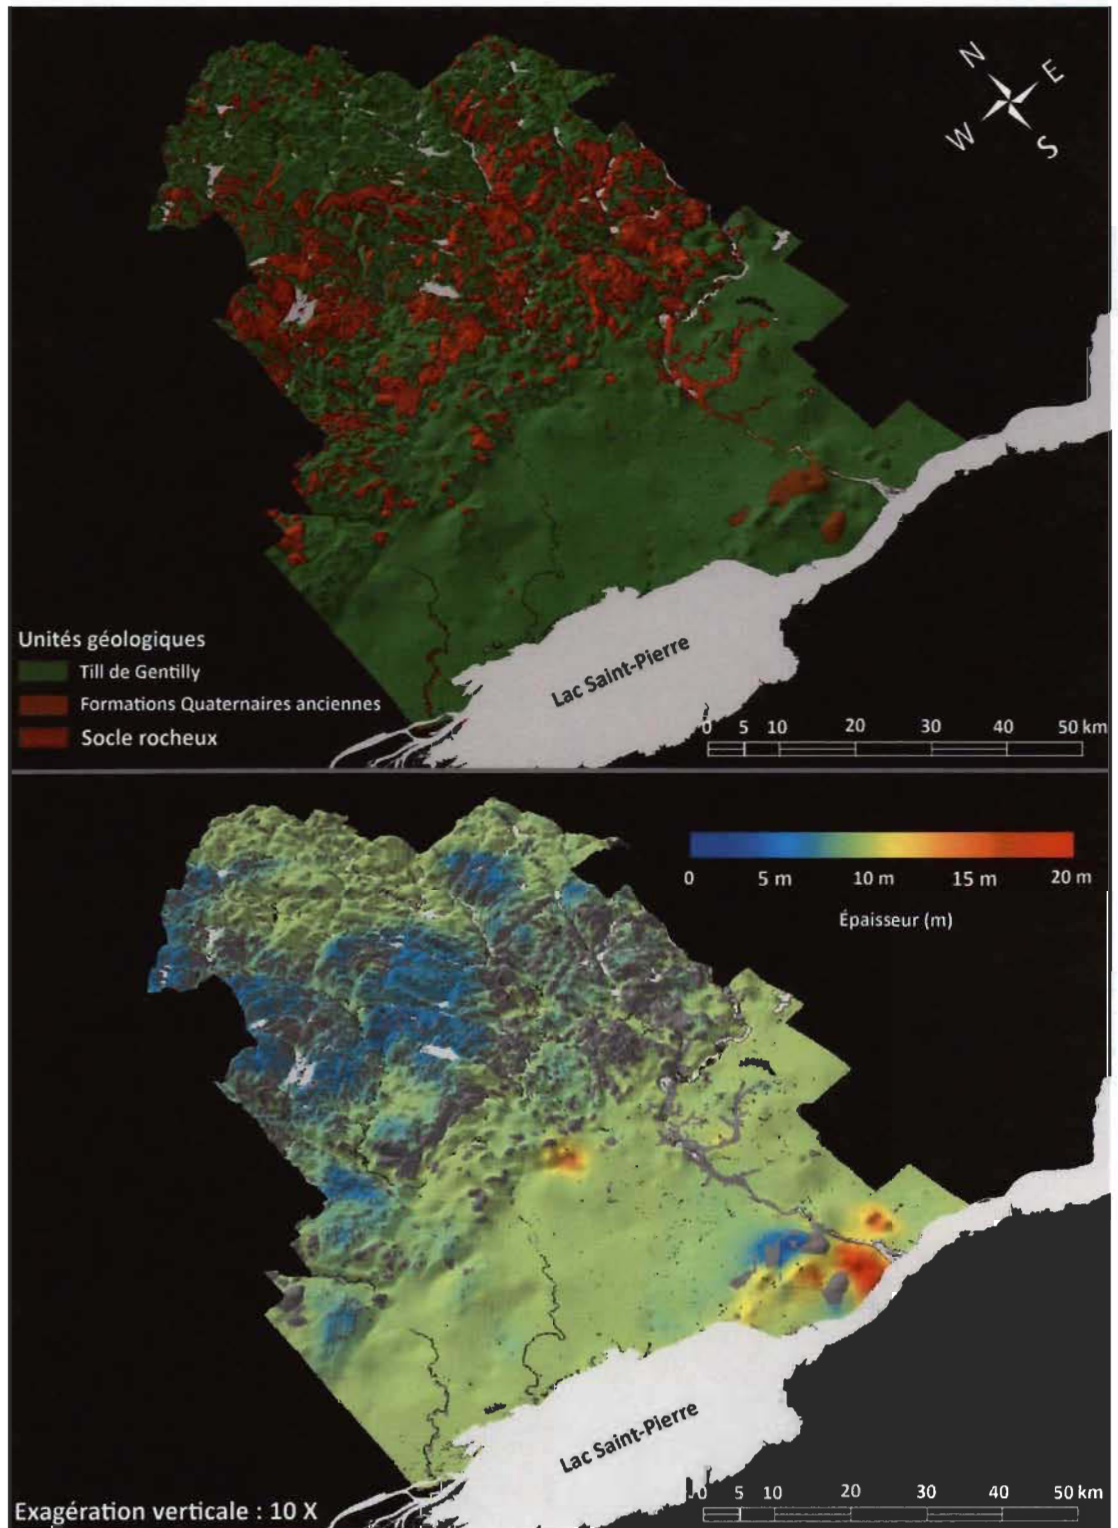 N
E
W
S
Unités géologiques
Till de Gentilly
Formations Quaternaires anciennes
Socle rocheux
Lac Saint-Pierre
0 5 10 20 30 40 50 km
0 5 m 10 m 15 m 20 m
Épaisseur (m)
Lac Saint-Pierre
Exagération verticale : 10 X
0 5 10 20 30 40 50 km